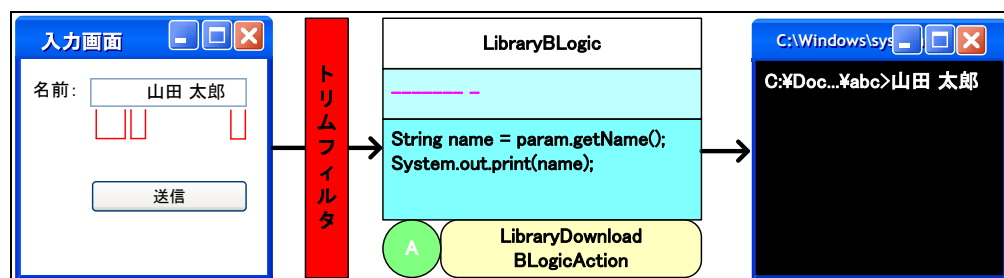 入力画面
名前:
山田 太郎
送信
トリムフィルタ
LibraryBLogic
String name = param.getName();
System.out.print(name);
A
LibraryDownload
BLogicAction
C:\Windows\sys
C:¥Doc...¥abc>山田 太郎